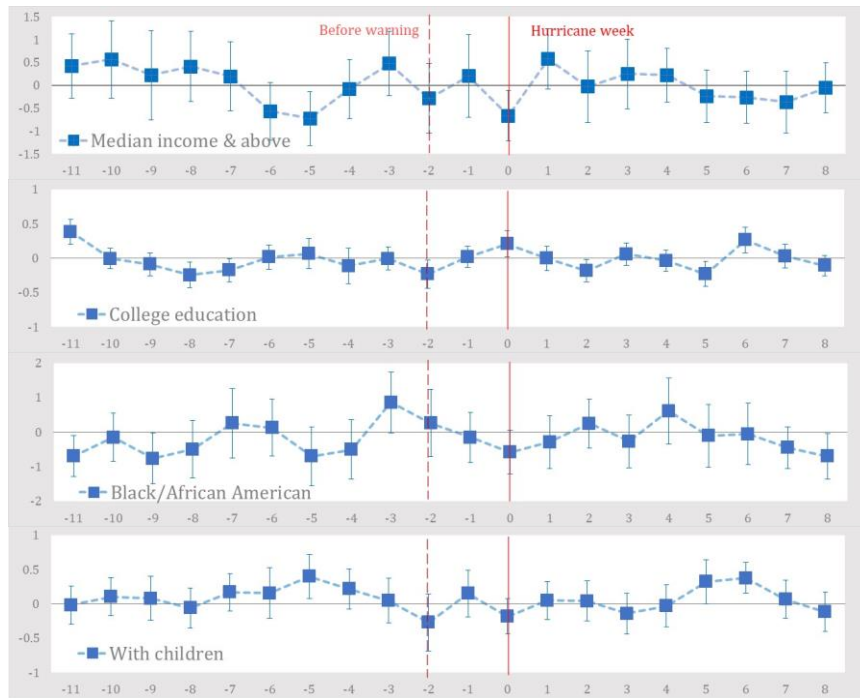 Before warning
Hurricane week
1.5
1
0.5
0
-0.5
-1
-1.5
Median income & above
-11 -10 -9 -8 -7 -6 -5 -4 -3 -2 -1 0 1 2 3 4 5 6 7 8
1
0.5
0
-0.5
-1
College education
-11 -10 -9 -8 -7 -6 -5 -4 -3 -2 -1 0 1 2 3 4 5 6 7 8
2
1
0
-1
-2
Black/African American
-11 -10 -9 -8 -7 -6 -5 -4 -3 -2 -1 0 1 2 3 4 5 6 7 8
1
0.5
0
-0.5
-1
With children
-11 -10 -9 -8 -7 -6 -5 -4 -3 -2 -1 0 1 2 3 4 5 6 7 8